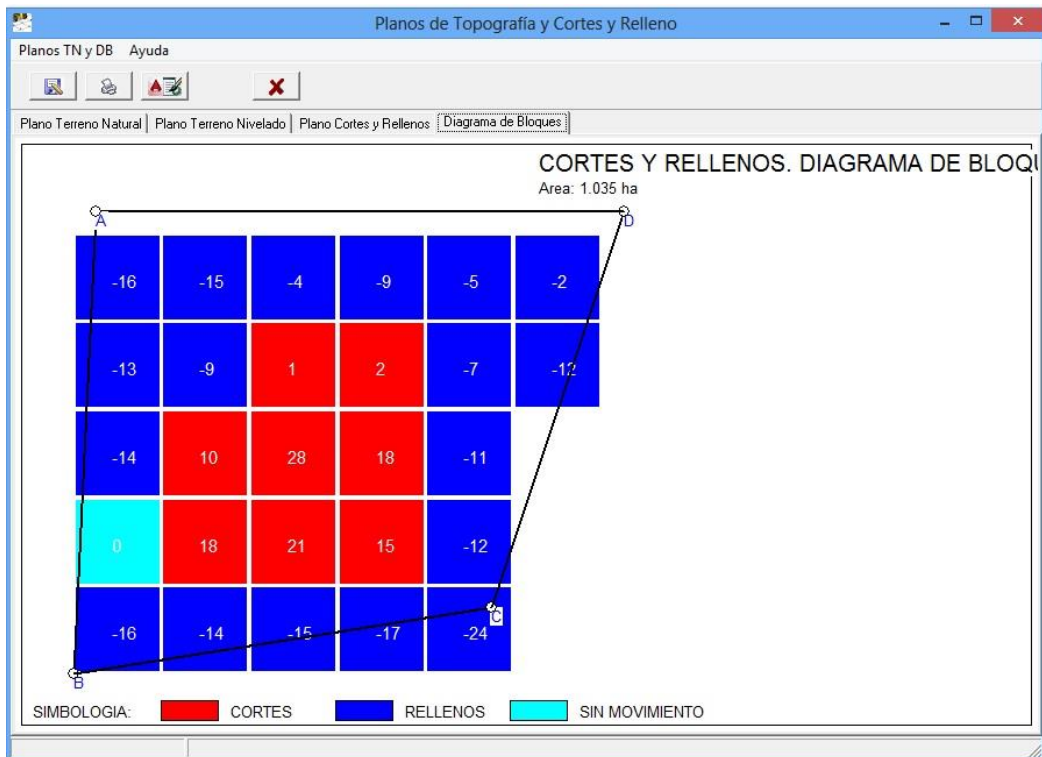 Planos de Topografía y Cortes y Relleno
Planos TN y DB Ayuda
Plano Terreno Natural Plano Terreno Nivelado Plano Cortes y Rellenos Diagrama de Bloques
CORTES Y RELLENOS. DIAGRAMA DE BLOQU
Area: 1.035 ha
A D
-16 -15 -4 -9 -5 -2
-13 -9 1 2 -7 -12
-14 10 28 18 -11
0 18 21 15 -12
C
-16 -14 -15 -17 -24
B
SIMBOLOGIA: CORTES RELLENOS SIN MOVIMIENTO